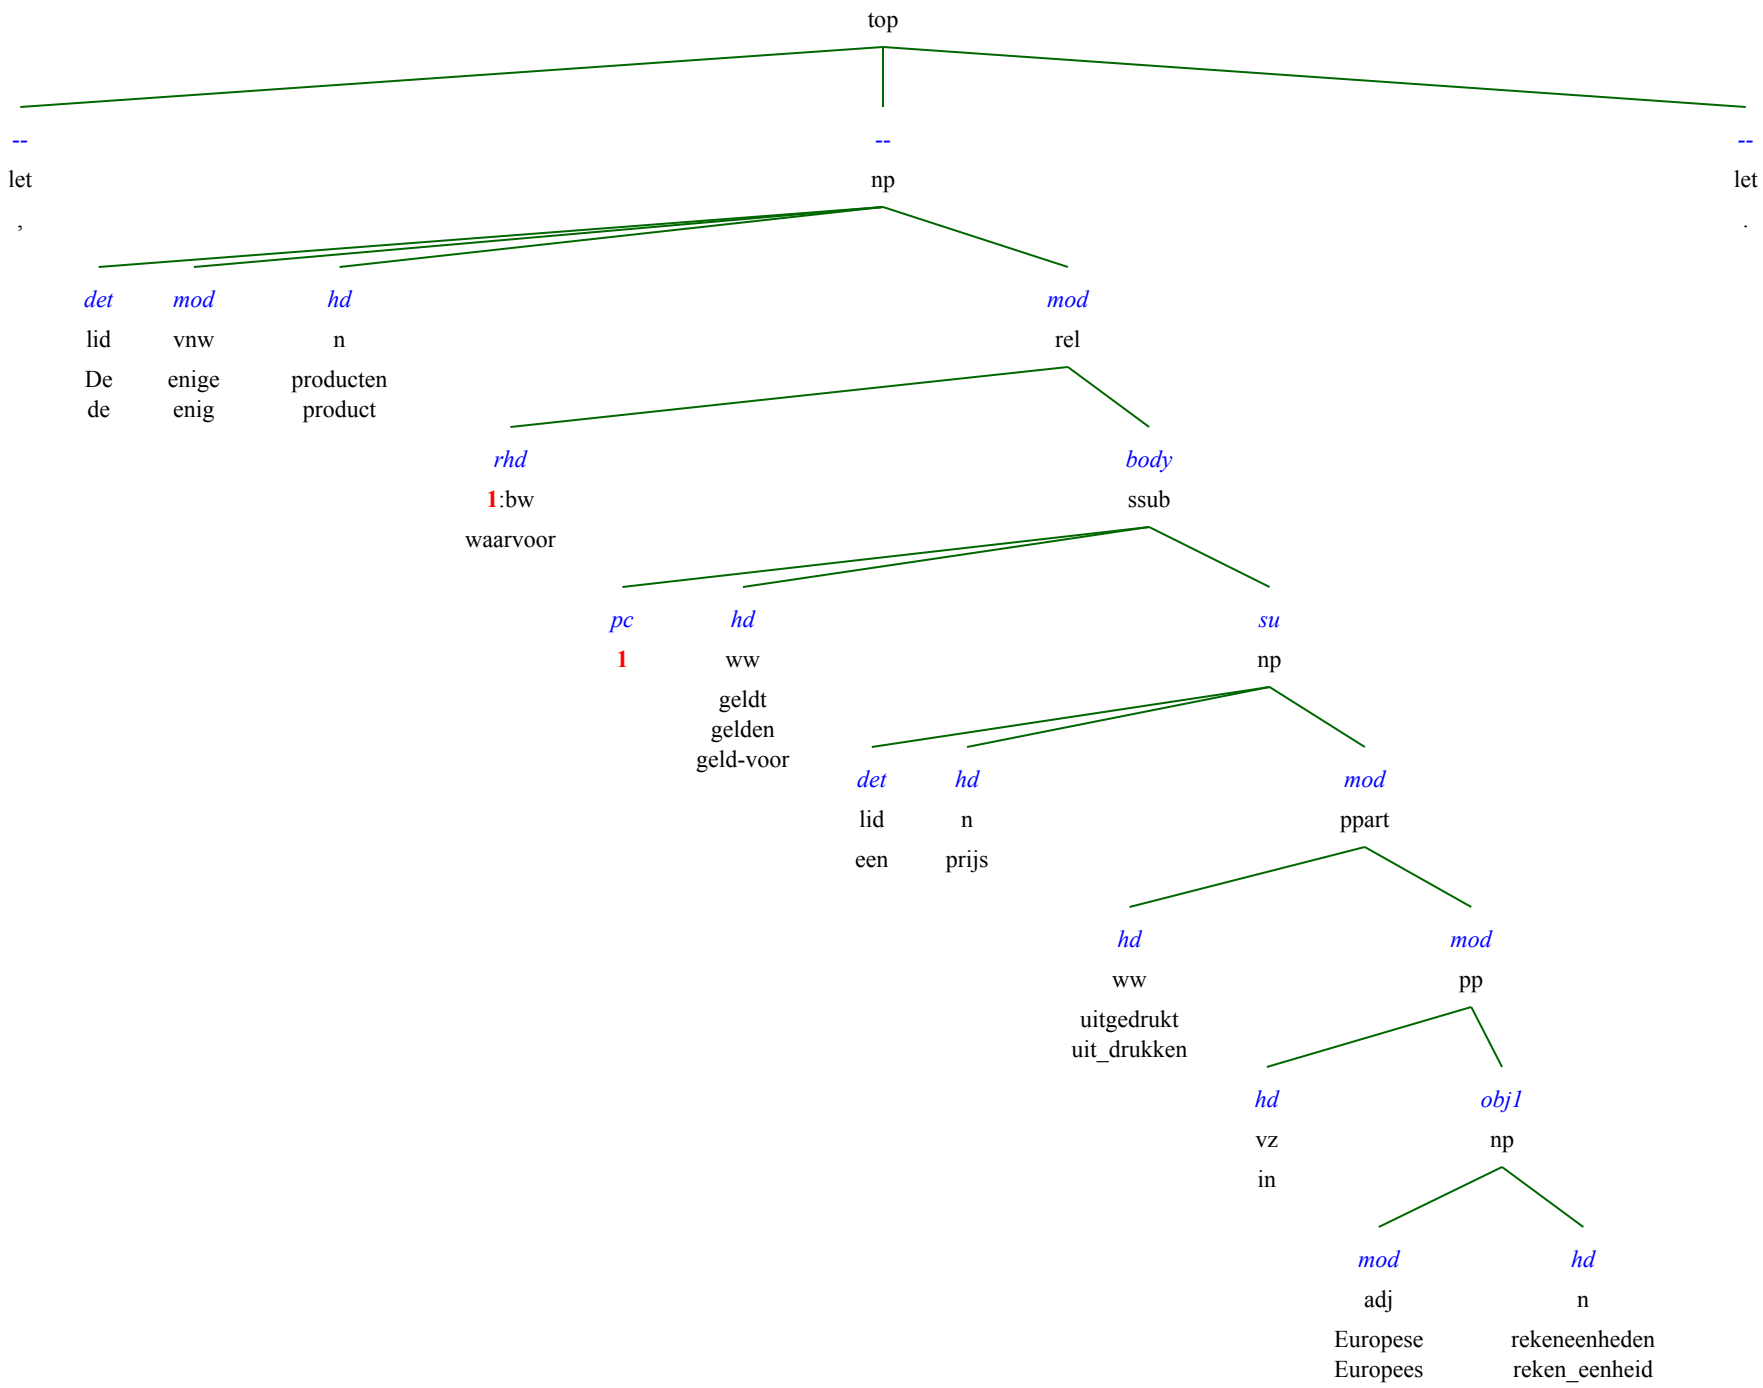 top
-- -- --
let np let
, .
det mod hd mod
lid vnw n rel
De enige producten
de enig product
rhd body
1:bw ssub
waarvoor
pc hd su
1 ww np
geldt
gelden
geld-voor
det hd mod
lid n ppart
een prijs
hd mod
ww pp
uitgedrukt
uit_drukken
hd obj1
vz np
in
mod hd
adj n
Europese rekeneenheden
Europees reken_eenheid